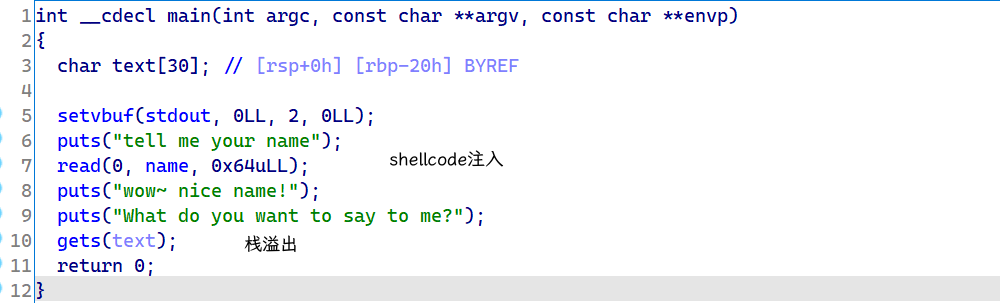 1 int __cdecl main(int argc, const char **argv, const char **envp)
2 {
3 char text[30]; // [rsp+0h] [rbp-20h] BYREF
4
5 setvbuf(stdout, 0LL, 2, 0LL);
6 puts("tell me your name");
7 read(0, name, 0x64uLL); shellcode注入
8 puts("wow~ nice name!");
9 puts("What do you want to say to me?");
10 gets(text); 栈溢出
11 return 0;
12 }